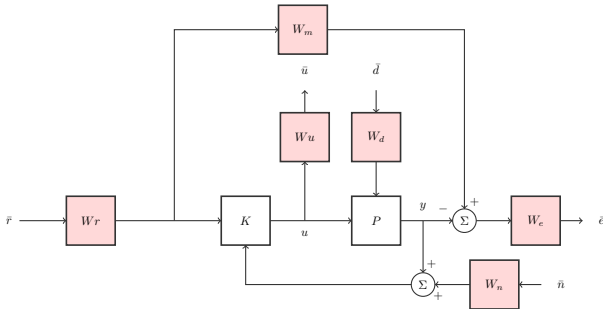 W_m
ū
d̄
Wu
W_d
r̄
Wr
K
u
P
y
−
+
Σ
W_e
ē
+
Σ
+
W_n
n̄